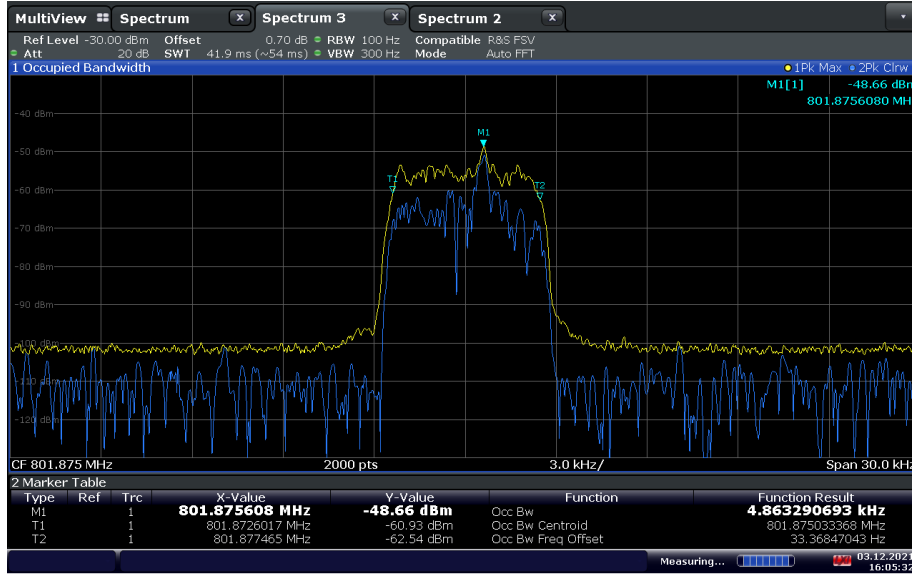 MultiView Spectrum x Spectrum 3 x Spectrum 2 x
Ref Level -30.00 dBm Offset 0.70 dB RBW 100 Hz Compatible R&S FSV
Att 20 dB SWT 41.9 ms (~54 ms) VBW 300 Hz Mode Auto FFT
1 Occupied Bandwidth 1Pk Max 2Pk Clrw
M1[1] -48.66 dBm
801.8756080 MH
-40 dBm
M1
-50 dBm
T1
T2
-60 dBm
-70 dBm
-80 dBm
-90 dBm
-100 dBm
-110 dBm
-120 dBm
CF 801.875 MHz 2000 pts 3.0 kHz/ Span 30.0 kHz
2 Marker Table
Type Ref Trc X-Value Y-Value Function Function Result
M1 1 801.875608 MHz -48.66 dBm Occ Bw 4.863290693 kHz
T1 1 801.8726017 MHz -60.93 dBm Occ Bw Centroid 801.875033368 MHz
T2 1 801.877465 MHz -62.54 dBm Occ Bw Freq Offset 33.36847043 Hz
Measuring... 03.12.2021
16:05:32